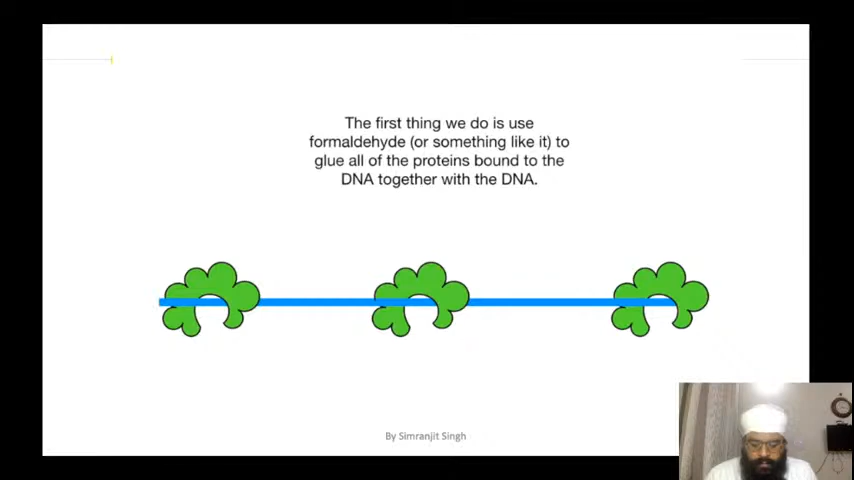 The first thing we do is use
formaldehyde (or something like it) to
glue all of the proteins bound to the
DNA together with the DNA.
By Simranjit Singh